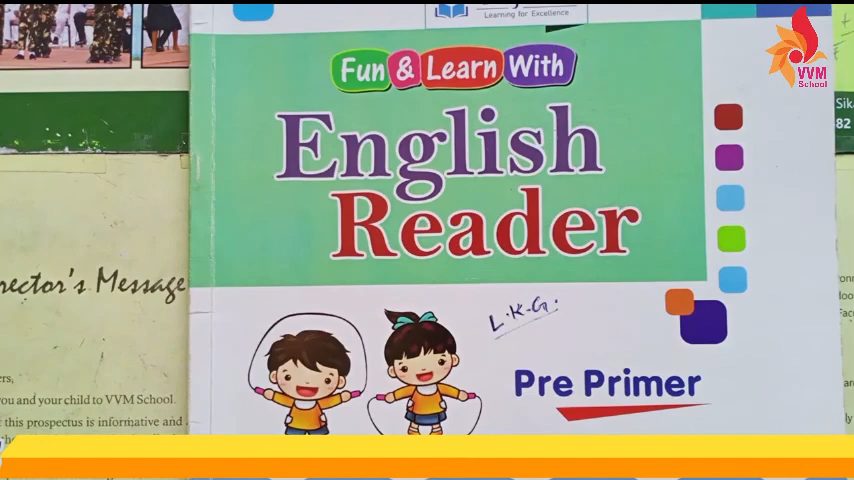 Learning for Excellence
VVM
School
Fun & Learn With
English
Reader
Sik
82
rector's Message
L.K.G.
Pre Primer
you and your child to VVM School.
this prospectus is informative and